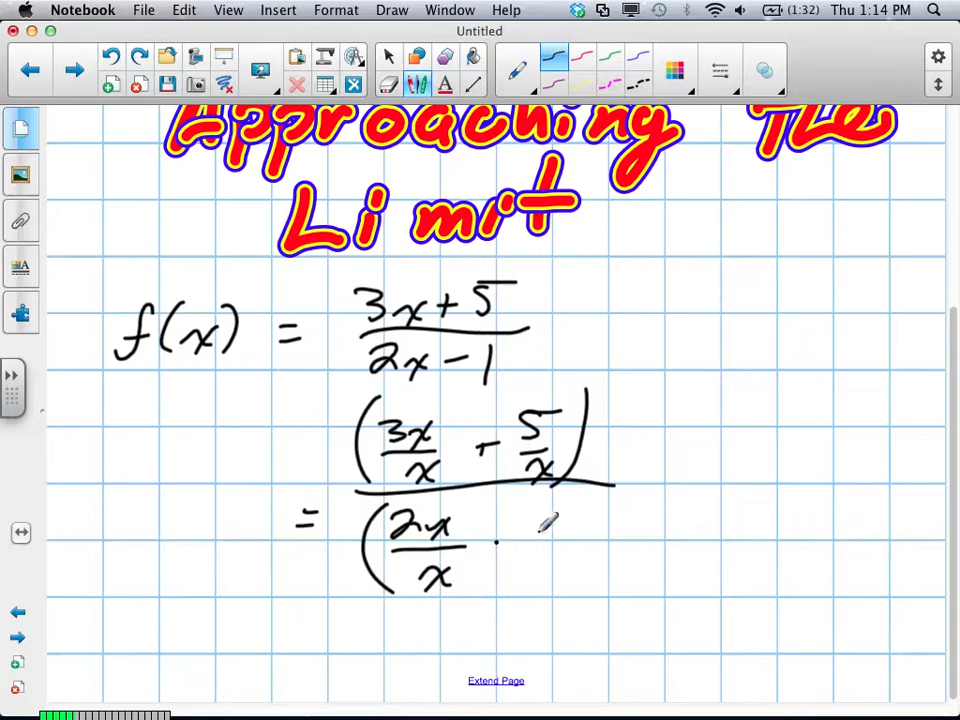 Notebook File Edit View Insert Format Draw Window Help (1:32) Thu 1:14 PM
Untitled
Approaching The
Limit
f(x) = 3x + 5 / 2x - 1
= (3x/x + 5/x) / (2x/x ·
Extend Page